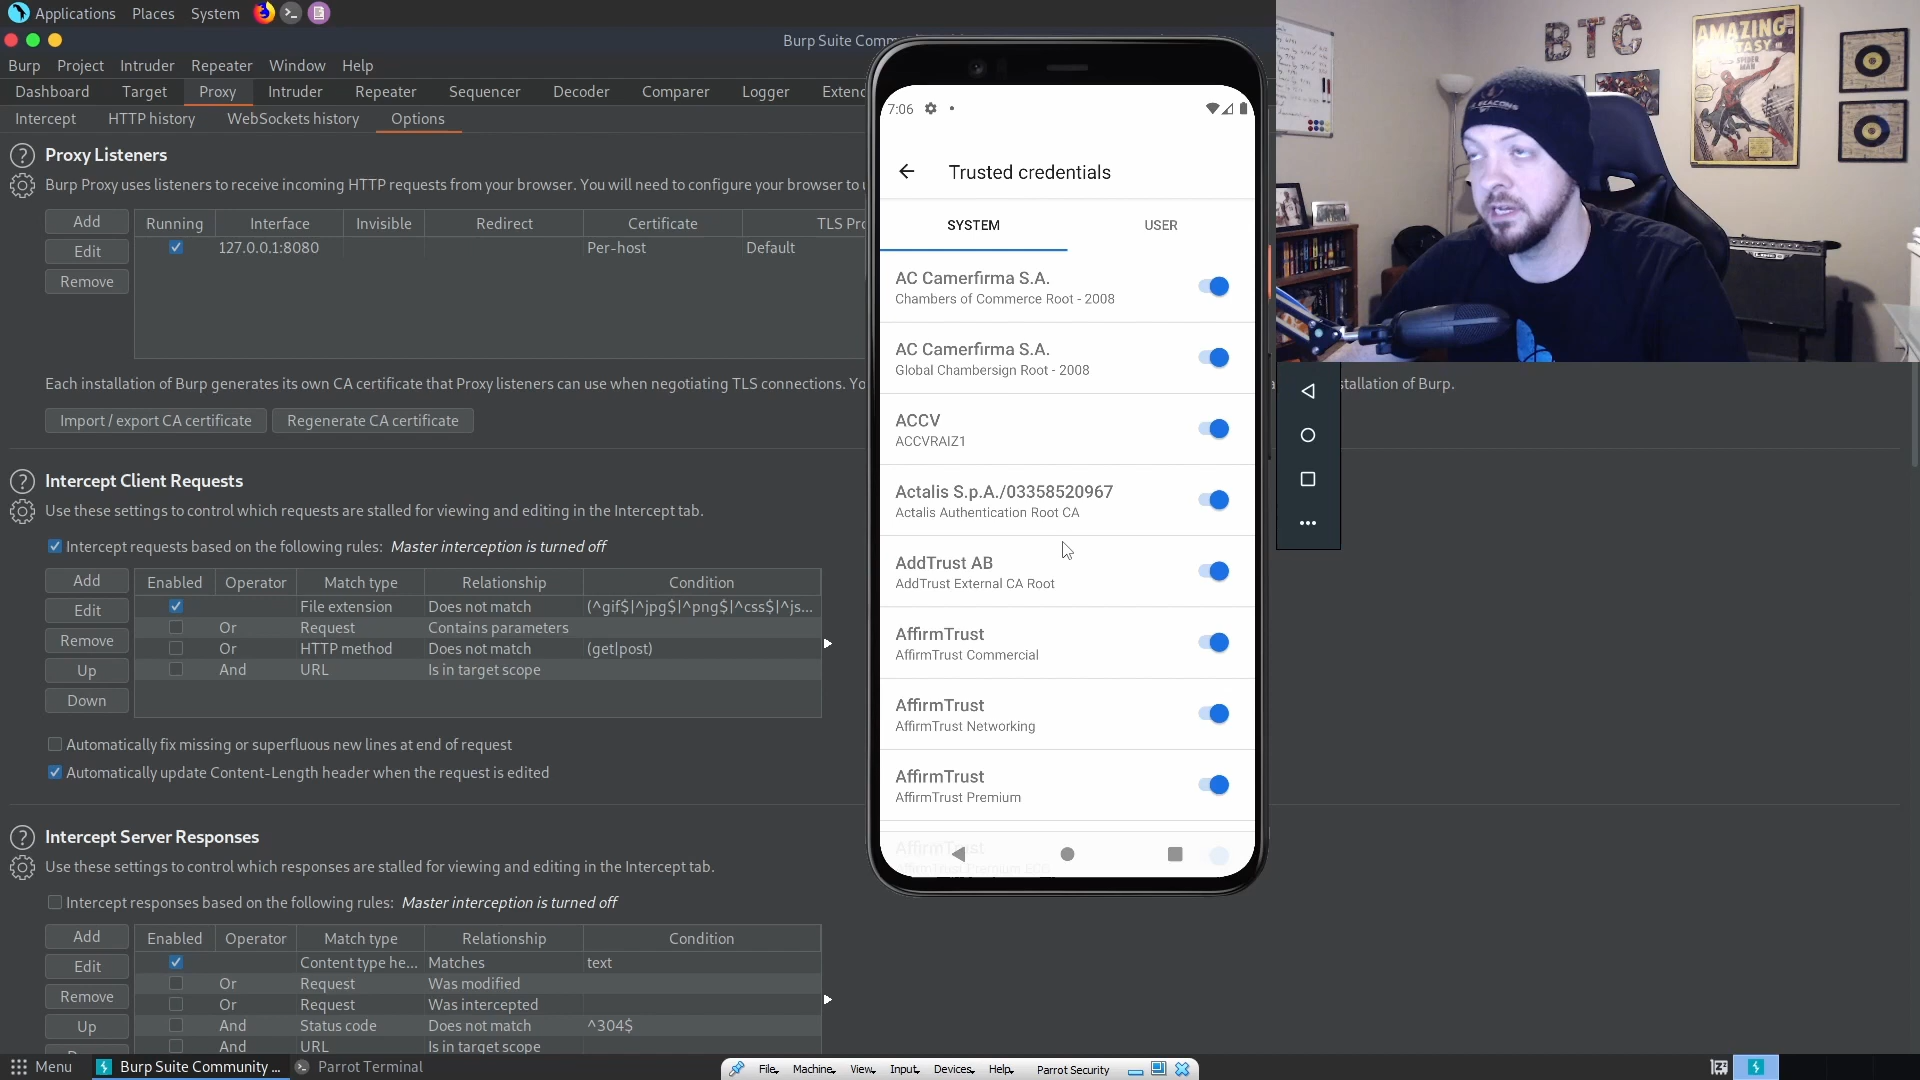 Applications Places System
Burp Suite Comm
Burp Project Intruder Repeater Window Help
Dashboard Target Proxy Intruder Repeater Sequencer Decoder Comparer Logger Extend
Intercept HTTP history WebSockets history Options
Proxy Listeners
Burp Proxy uses listeners to receive incoming HTTP requests from your browser. You will need to configure your browser to u
Add Running Interface Invisible Redirect Certificate TLS Pro
127.0.0.1:8080 Per-host Default
Edit
Remove
Each installation of Burp generates its own CA certificate that Proxy listeners can use when negotiating TLS connections. Yo
stallation of Burp.
Import / export CA certificate Regenerate CA certificate
Intercept Client Requests
Use these settings to control which requests are stalled for viewing and editing in the Intercept tab.
Intercept requests based on the following rules: Master interception is turned off
Add Enabled Operator Match type Relationship Condition
Edit File extension Does not match (^gif$|^jpg$|^png$|^css$|^js...
Or Request Contains parameters
Remove Or HTTP method Does not match (get|post)
Up And URL Is in target scope
Down
Automatically fix missing or superfluous new lines at end of request
Automatically update Content-Length header when the request is edited
Intercept Server Responses
Use these settings to control which responses are stalled for viewing and editing in the Intercept tab.
Intercept responses based on the following rules: Master interception is turned off
Add Enabled Operator Match type Relationship Condition
Edit Content type he... Matches text
Or Request Was modified
Remove Or Request Was intercepted
Up And Status code Does not match ^304$
And URL Is in target scope
7:06
Trusted credentials
SYSTEM USER
AC Camerfirma S.A.
Chambers of Commerce Root - 2008
AC Camerfirma S.A.
Global Chambersign Root - 2008
ACCV
ACCVRAIZ1
Actalis S.p.A./03358520967
Actalis Authentication Root CA
AddTrust AB
AddTrust External CA Root
AffirmTrust
AffirmTrust Commercial
AffirmTrust
AffirmTrust Networking
AffirmTrust
AffirmTrust Premium
AffirmTrust
AffirmTrust Premium ECC
BTC
AMAZING
FANTASY
SPIDER
MAN
Menu Burp Suite Community ... Parrot Terminal
File Machine View Input Devices Help Parrot Security